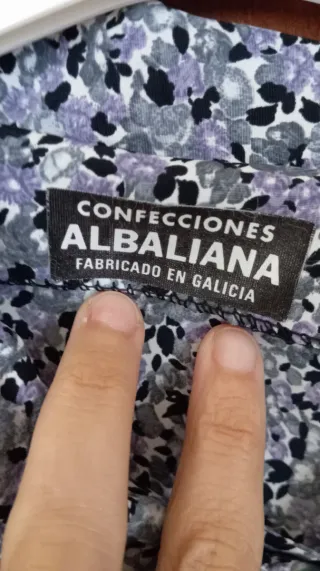 CONFECCIONES
ALBALIANA
FABRICADO EN GALICIA